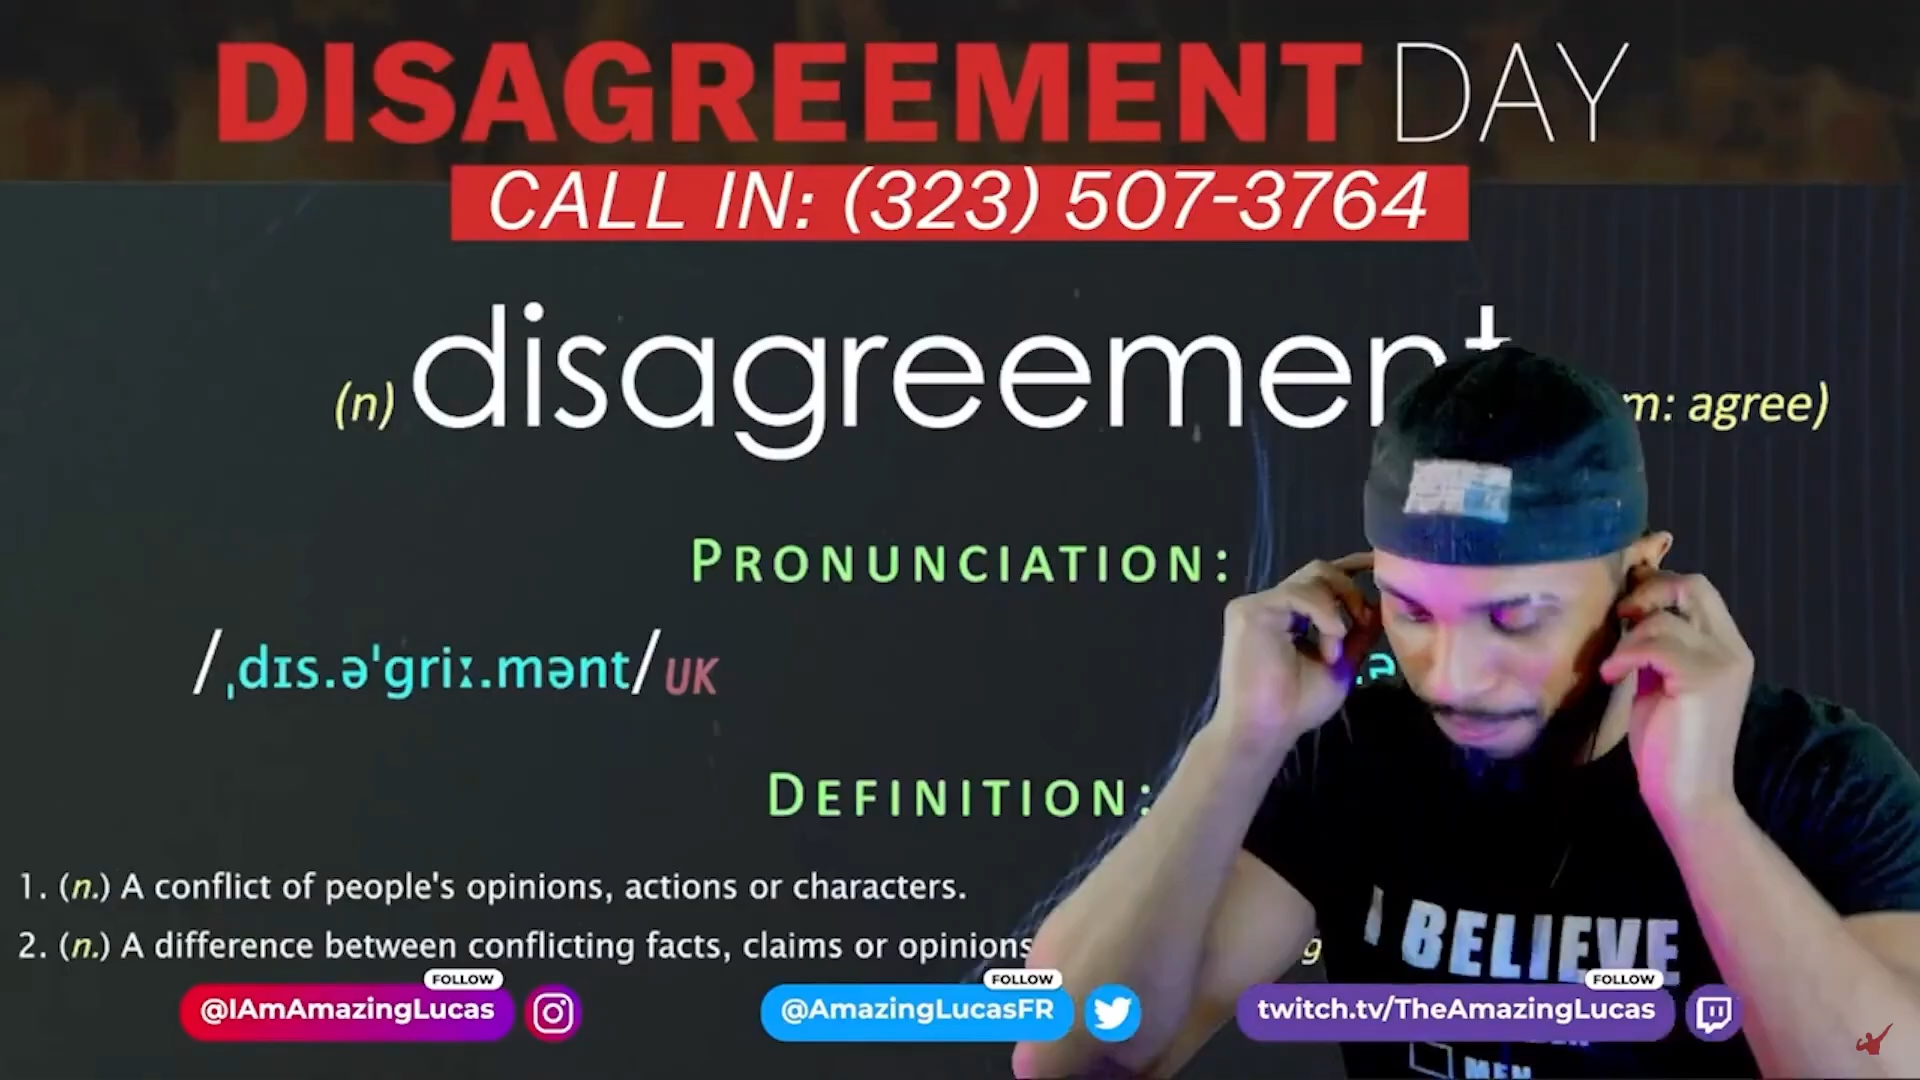 DISAGREEMENT DAY
CALL IN: (323) 507-3764
(n) disagreement m: agree)
PRONUNCIATION:
/ˌdɪs.ə'griː.mənt/ UK .ə
DEFINITION:
1. (n.) A conflict of people's opinions, actions or characters.
2. (n.) A difference between conflicting facts, claims or opinions g
I BELIEVE
FOLLOW FOLLOW FOLLOW
@IAmAmazingLucas @AmazingLucasFR twitch.tv/TheAmazingLucas
MEN